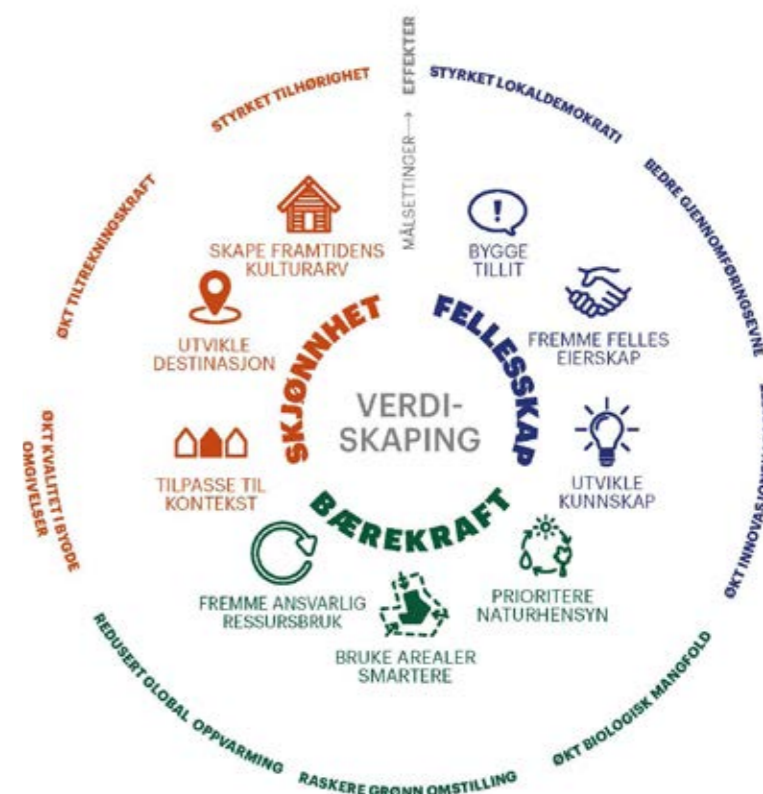 STYRKET TILHØRIGHET
MÅLSETTINGER → EFFEKTER
STYRKET LOKALDEMOKRATI
BEDRE GJENNOMFØRINGSEVNE
ØKT INNOVASJONS
ØKT BIOLOGISK MANGFOLD
RASKERE GRØNN OMSTILLING
REDUSERT GLOBAL OPPVARMING
ØKT KVALITET I BYGDE
OMGIVELSER
ØKT TILTREKNINGSKRAFT
SKAPE FRAMTIDENS
KULTURARV
UTVIKLE
DESTINASJON
TILPASSE TIL
KONTEKST
BYGGE
TILLIT
FREMME FELLES
EIERSKAP
UTVIKLE
KUNNSKAP
PRIORITERE
NATURHENSYN
BRUKE AREALER
SMARTERE
FREMME ANSVARLIG
RESSURSBRUK
SKJØNNHET
FELLESSKAP
BÆREKRAFT
VERDI-
SKAPING